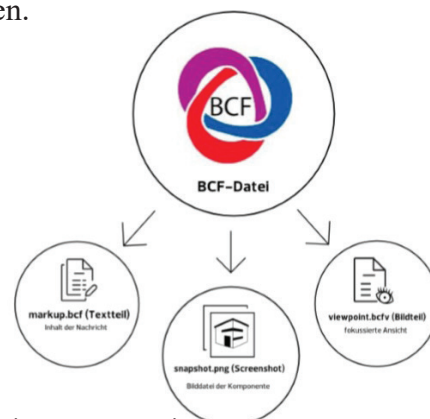 en.
BCF
BCF-Datei
markup.bcf (Textteil)
Inhalt der Nachricht
snapshot.png (Screenshot)
Bilddatei der Komponente
viewpoint.bcfv (Bildteil)
fokussierte Ansicht